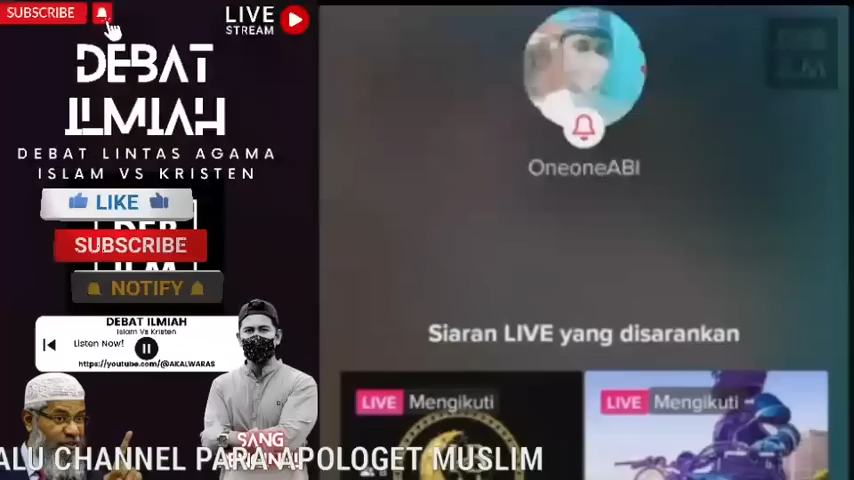 SUBSCRIBE
LIVE
STREAM
DEBAT
ILMIAH
DEBAT LINTAS AGAMA
ISLAM VS KRISTEN
LIKE
DEB
ILM
SUBSCRIBE
NOTIFY
DEBAT ILMIAH
Islam Vs Kristen
Listen Now!
https://youtube.com/@AKALWARAS
SANG
OneoneABI
Siaran LIVE yang disarankan
LIVE Mengikuti
LIVE Mengikuti
ALU CHANNEL PARA APOLOGET MUSLIM